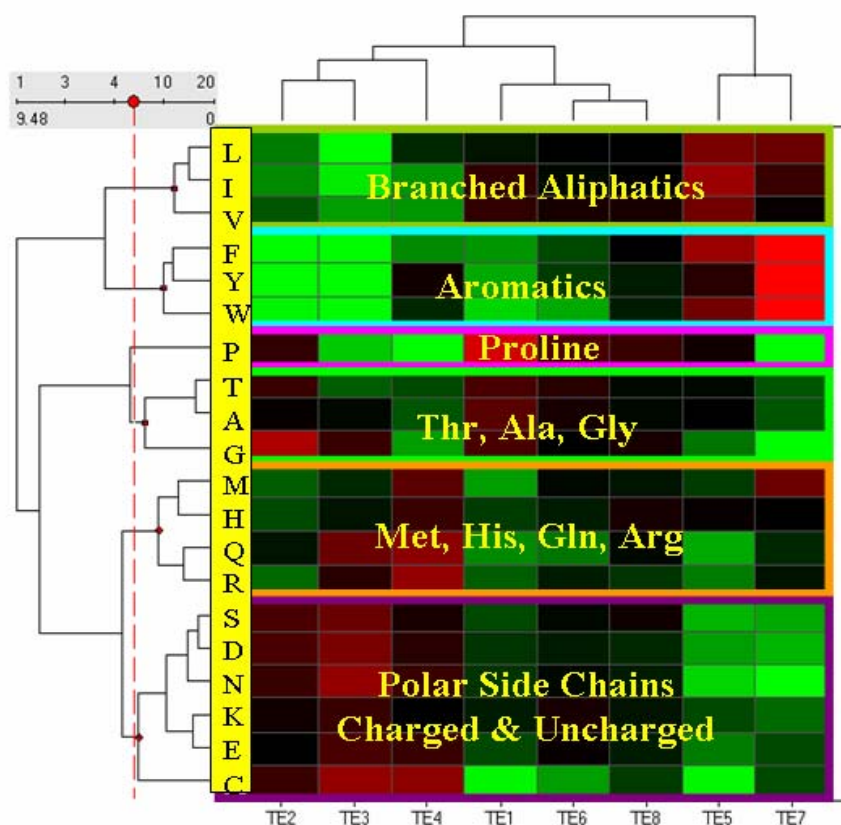 1 3 4 10 20
9.48 0
L
I
V
Branched Aliphatics
F
Y
W
Aromatics
P
Proline
T
A
G
Thr, Ala, Gly
M
H
Q
R
Met, His, Gln, Arg
S
D
N
K
E
C
Polar Side Chains
Charged & Uncharged
TE2 TE3 TE4 TE1 TE6 TE8 TE5 TE7